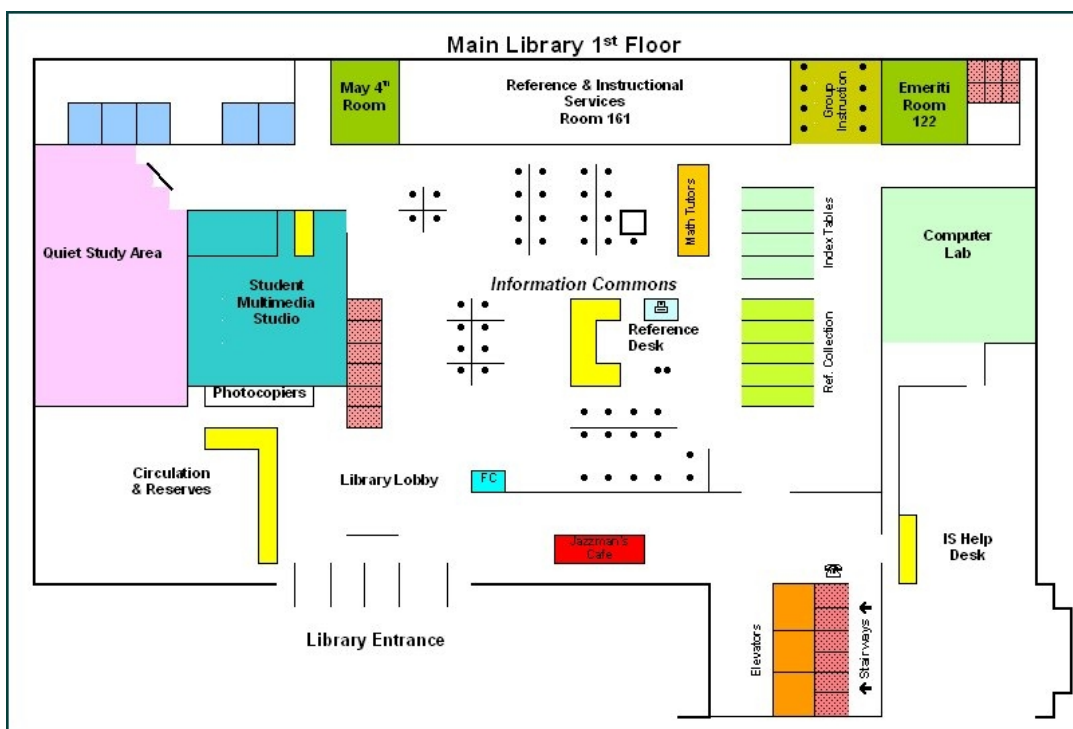 Main Library 1st Floor
May 4th
Room
Reference & Instructional
Services
Room 161
Group
Instruction
Emeriti
Room
122
Quiet Study Area
Student
Multimedia
Studio
Math Tutors
Index Tables
Computer
Lab
Information Commons
Reference
Desk
Ref. Collection
Photocopiers
Circulation
& Reserves
Library Lobby
FC
Jazzman's
Cafe
IS Help
Desk
Library Entrance
Elevators
Stairways